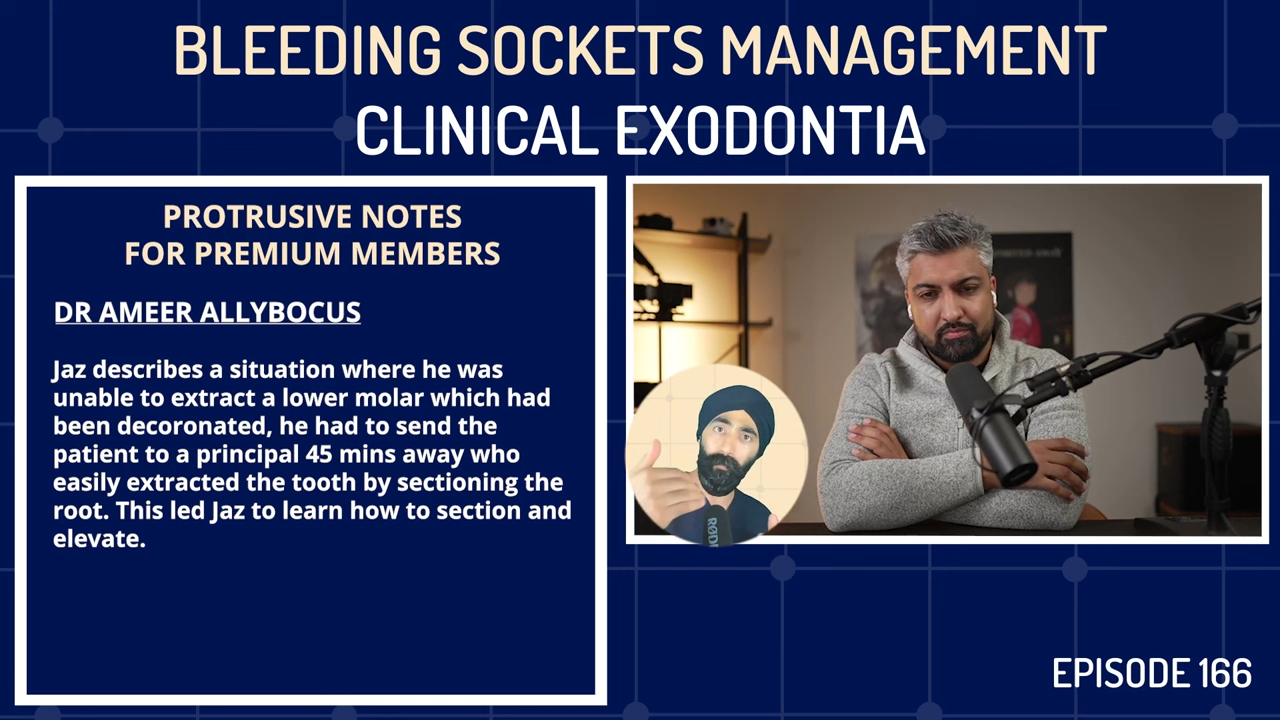 BLEEDING SOCKETS MANAGEMENT
CLINICAL EXODONTIA
PROTRUSIVE NOTES
FOR PREMIUM MEMBERS
DR AMEER ALLYBOCUS
Jaz describes a situation where he was
unable to extract a lower molar which had
been decoronated, he had to send the
patient to a principal 45 mins away who
easily extracted the tooth by sectioning the
root. This led Jaz to learn how to section and
elevate.
EPISODE 166